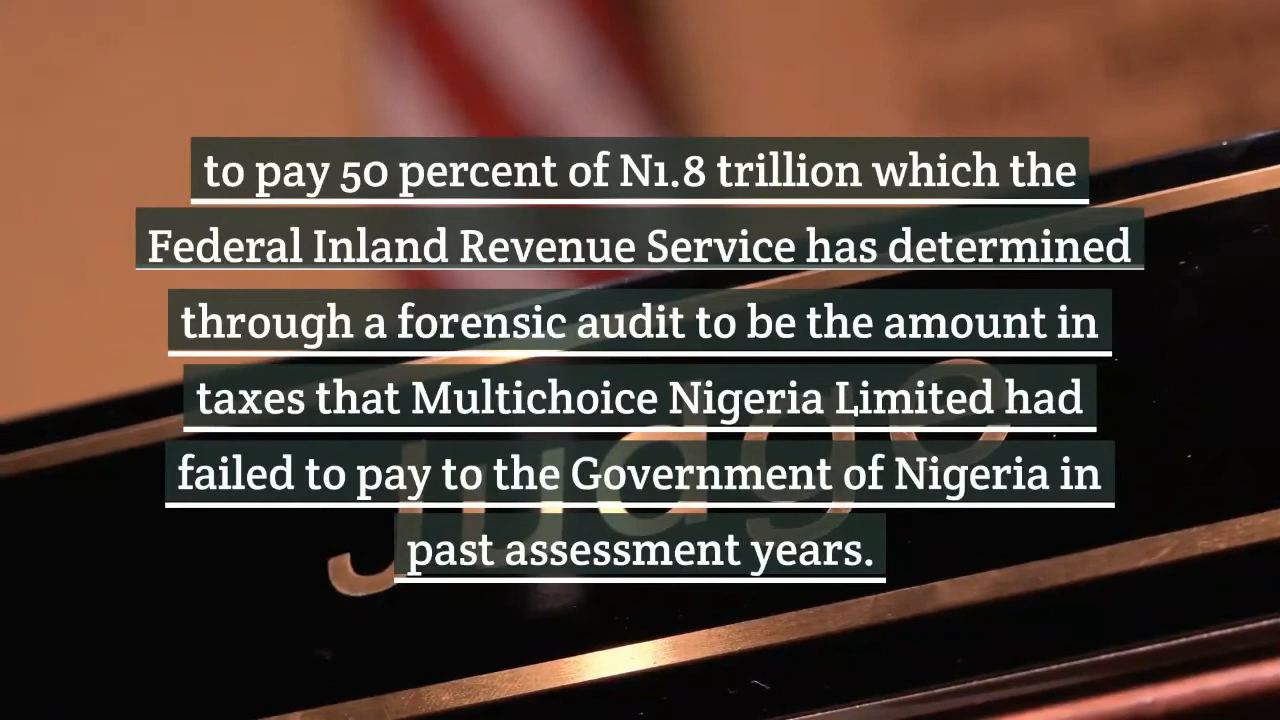 to pay 50 percent of N1.8 trillion which the
Federal Inland Revenue Service has determined
through a forensic audit to be the amount in
taxes that Multichoice Nigeria Limited had
failed to pay to the Government of Nigeria in
past assessment years.
Judge